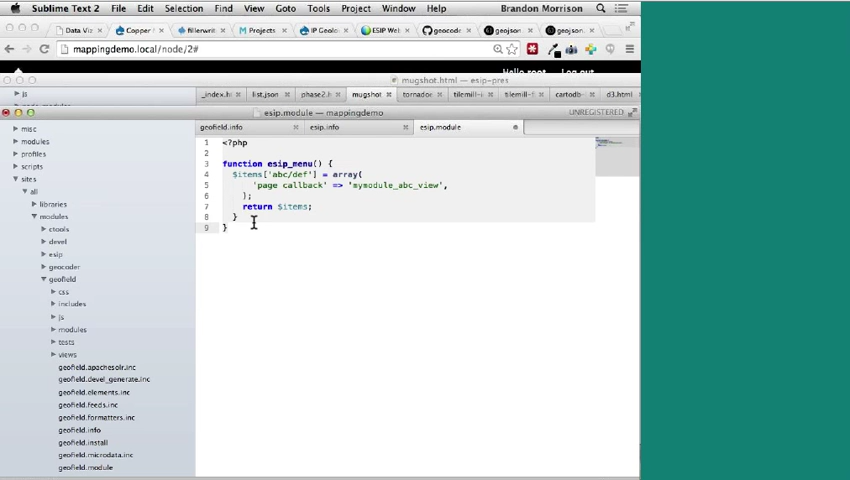 Sublime Text 2 File Edit Selection Find View Goto Tools Project Window Help Brandon Morrison
Data Viz Copper Mappingd fillerwrit Projects IP Geoloc ESIP Web geocode geojson. geojson.
mappingdemo.local/node/2#
Hello root Log out
mugshot.html — esip-pres
js
_index.h list.json phase2.h mugshot tornado tilemill-i tilemill-f cartodb- d3.html
esip.module — mappingdemo UNREGISTERED
geofield.info esip.info esip.module
misc
modules
profiles
scripts
sites
all
libraries
modules
ctools
devel
esip
geocoder
geofield
css
includes
js
modules
tests
views
geofield.apachesolr.inc
geofield.devel_generate.inc
geofield.elements.inc
geofield.feeds.inc
geofield.formatters.inc
geofield.info
geofield.install
geofield.microdata.inc
geofield.module
1 <?php
2
3 function esip_menu() {
4 $items['abc/def'] = array(
5 'page callback' => 'mymodule_abc_view',
6 );
7 return $items;
8 }
9 }